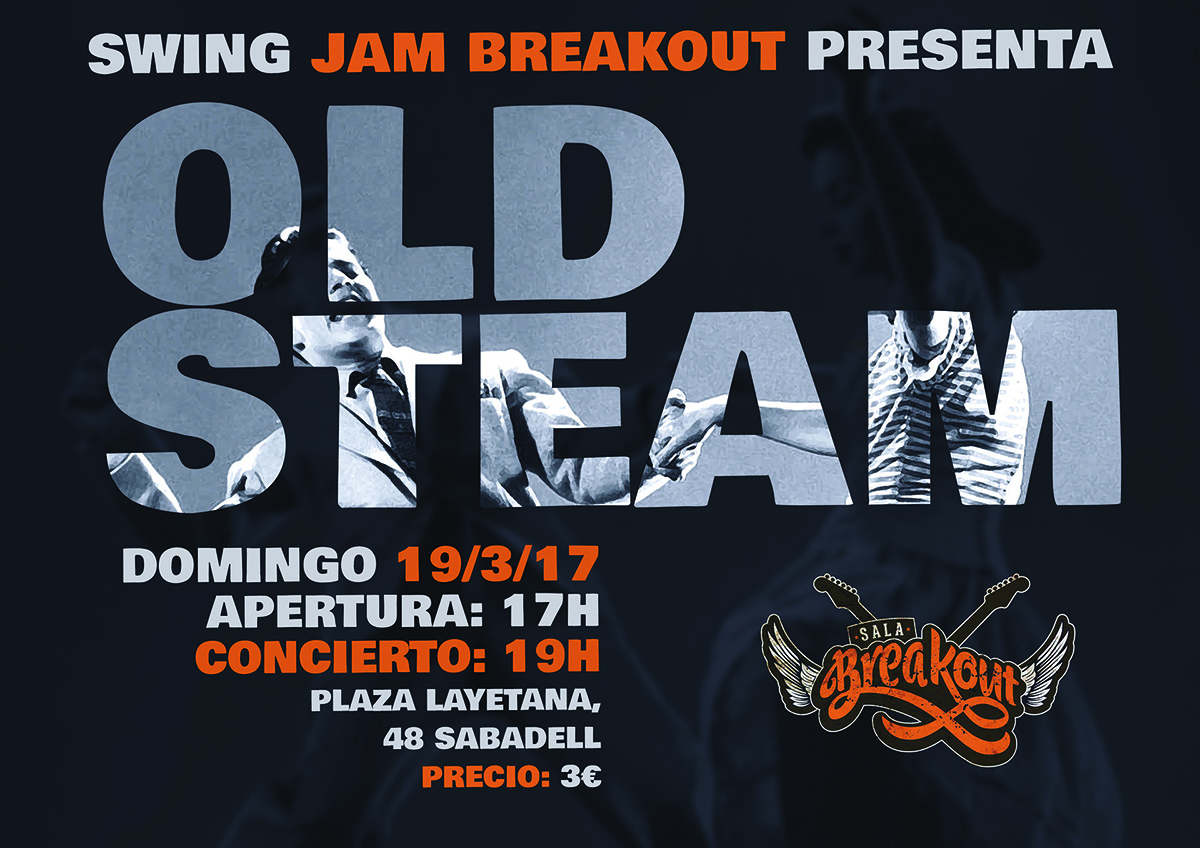 SWING JAM BREAKOUT PRESENTA
OLD
STEAM
DOMINGO 19/3/17
APERTURA: 17H
CONCIERTO: 19H
PLAZA LAYETANA,
48 SABADELL
PRECIO: 3€
·SALA·
Breakout